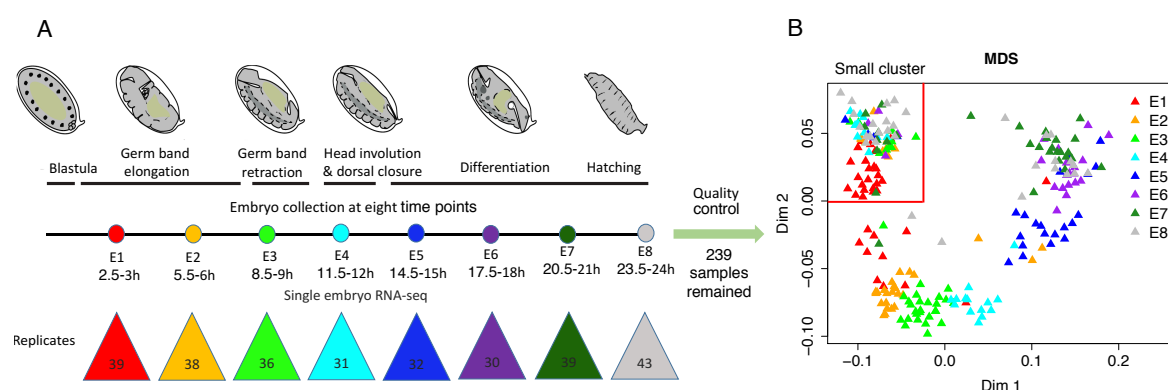 A
Blastula
Germ band
elongation
Germ band
retraction
Head involution
& dorsal closure
Differentiation
Hatching
Embryo collection at eight time points
E1
2.5-3h
E2
5.5-6h
E3
8.5-9h
E4
11.5-12h
E5
14.5-15h
E6
17.5-18h
E7
20.5-21h
E8
23.5-24h
Single embryo RNA-seq
Replicates
39
38
36
31
32
30
39
43
Quality
control
239
samples
remained
B
MDS
Small cluster
E1
E2
E3
E4
E5
E6
E7
E8
Dim 2
0.05
0.00
−0.05
−0.10
−0.1
0.0
0.1
0.2
Dim 1